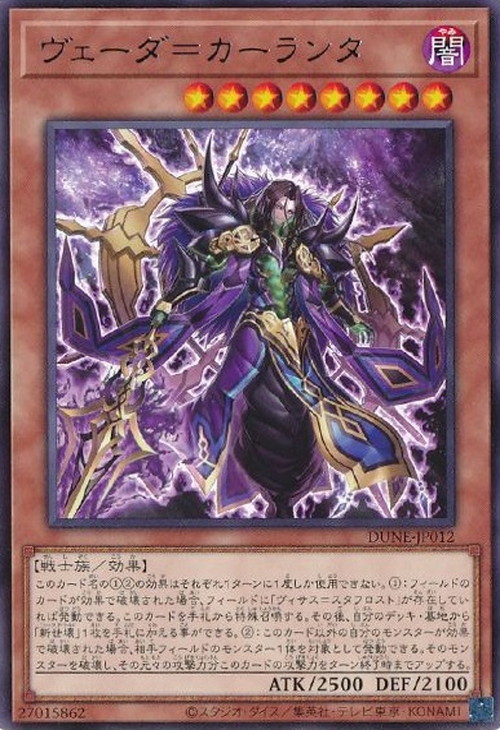 ヴェーダ＝カーランタ
闇
DUNE-JP012
【戦士族／効果】
このカード名の①②の効果はそれぞれ1ターンに1度しか使用できない。①：フィールドの
カードが効果で破壊された場合、フィールドに「ヴィサス＝スタフロスト」が存在してい
れば発動できる。このカードを手札から特殊召喚する。その後、自分のデッキ・墓地から
「新世壊」1枚を手札に加える事ができる。②：このカード以外の自分のモンスターが効果
で破壊された場合、相手フィールドのモンスター1体を対象として発動できる。そのモン
スターを破壊し、その元々の攻撃力分このカードの攻撃力をターン終了時までアップする。
ATK/2500 DEF/2100
27015862 ©スタジオ・ダイス／集英社・テレビ東京・KONAMI